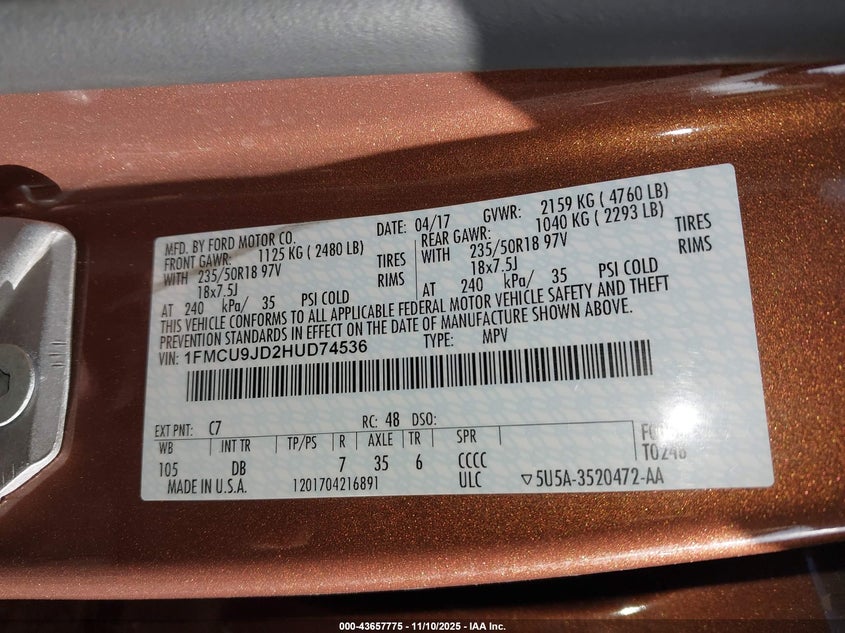 MFD. BY FORD MOTOR CO. DATE: 04/17 GVWR: 2159 KG ( 4760 LB)
FRONT GAWR: 1125 KG ( 2480 LB) REAR GAWR: 1040 KG ( 2293 LB)
WITH 235/50R18 97V TIRES WITH 235/50R18 97V TIRES
18x7.5J RIMS 18x7.5J RIMS
AT 240 kPa/ 35 PSI COLD AT 240 kPa/ 35 PSI COLD
THIS VEHICLE CONFORMS TO ALL APPLICABLE FEDERAL MOTOR VEHICLE SAFETY AND THEFT
PREVENTION STANDARDS IN EFFECT ON THE DATE OF MANUFACTURE SHOWN ABOVE.
VIN: 1FMCU9JD2HUD74536 TYPE: MPV
EXT PNT: C7 RC: 48 DSO:
WB INT TR TP/PS R AXLE TR SPR
105 DB 7 35 6 CCCC T0248
MADE IN U.S.A. 1201704216891 ULC ▽5U5A-3520472-AA
000-43657775 - 11/10/2025 - IAA Inc.